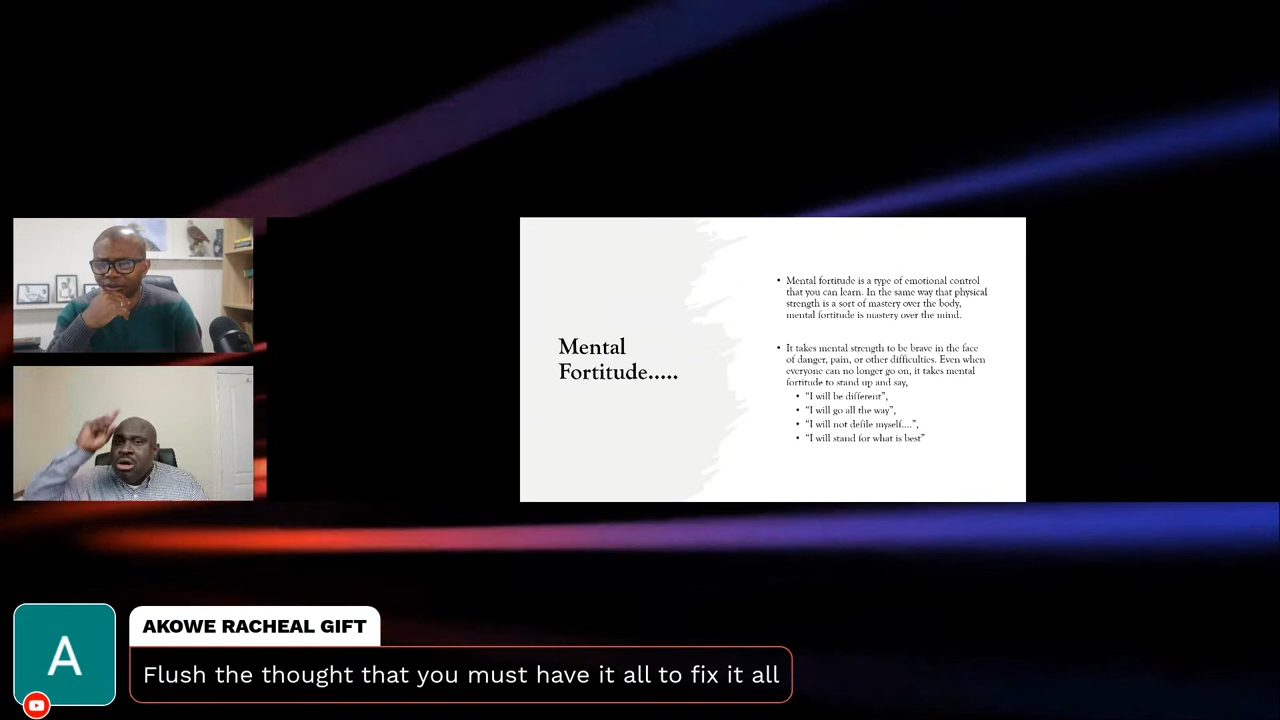 Mental
Fortitude.....
• Mental fortitude is a type of emotional control
that you can learn. In the same way that physical
strength is a sort of mastery over the body,
mental fortitude is mastery over the mind.
• It takes mental strength to be brave in the face
of danger, pain, or other difficulties. Even when
everyone can no longer go on, it takes mental
fortitude to stand up and say,
• “I will be different”,
• “I will go all the way”,
• “I will not defile myself....”,
• “I will stand for what is best”
A
AKOWE RACHEAL GIFT
Flush the thought that you must have it all to fix it all